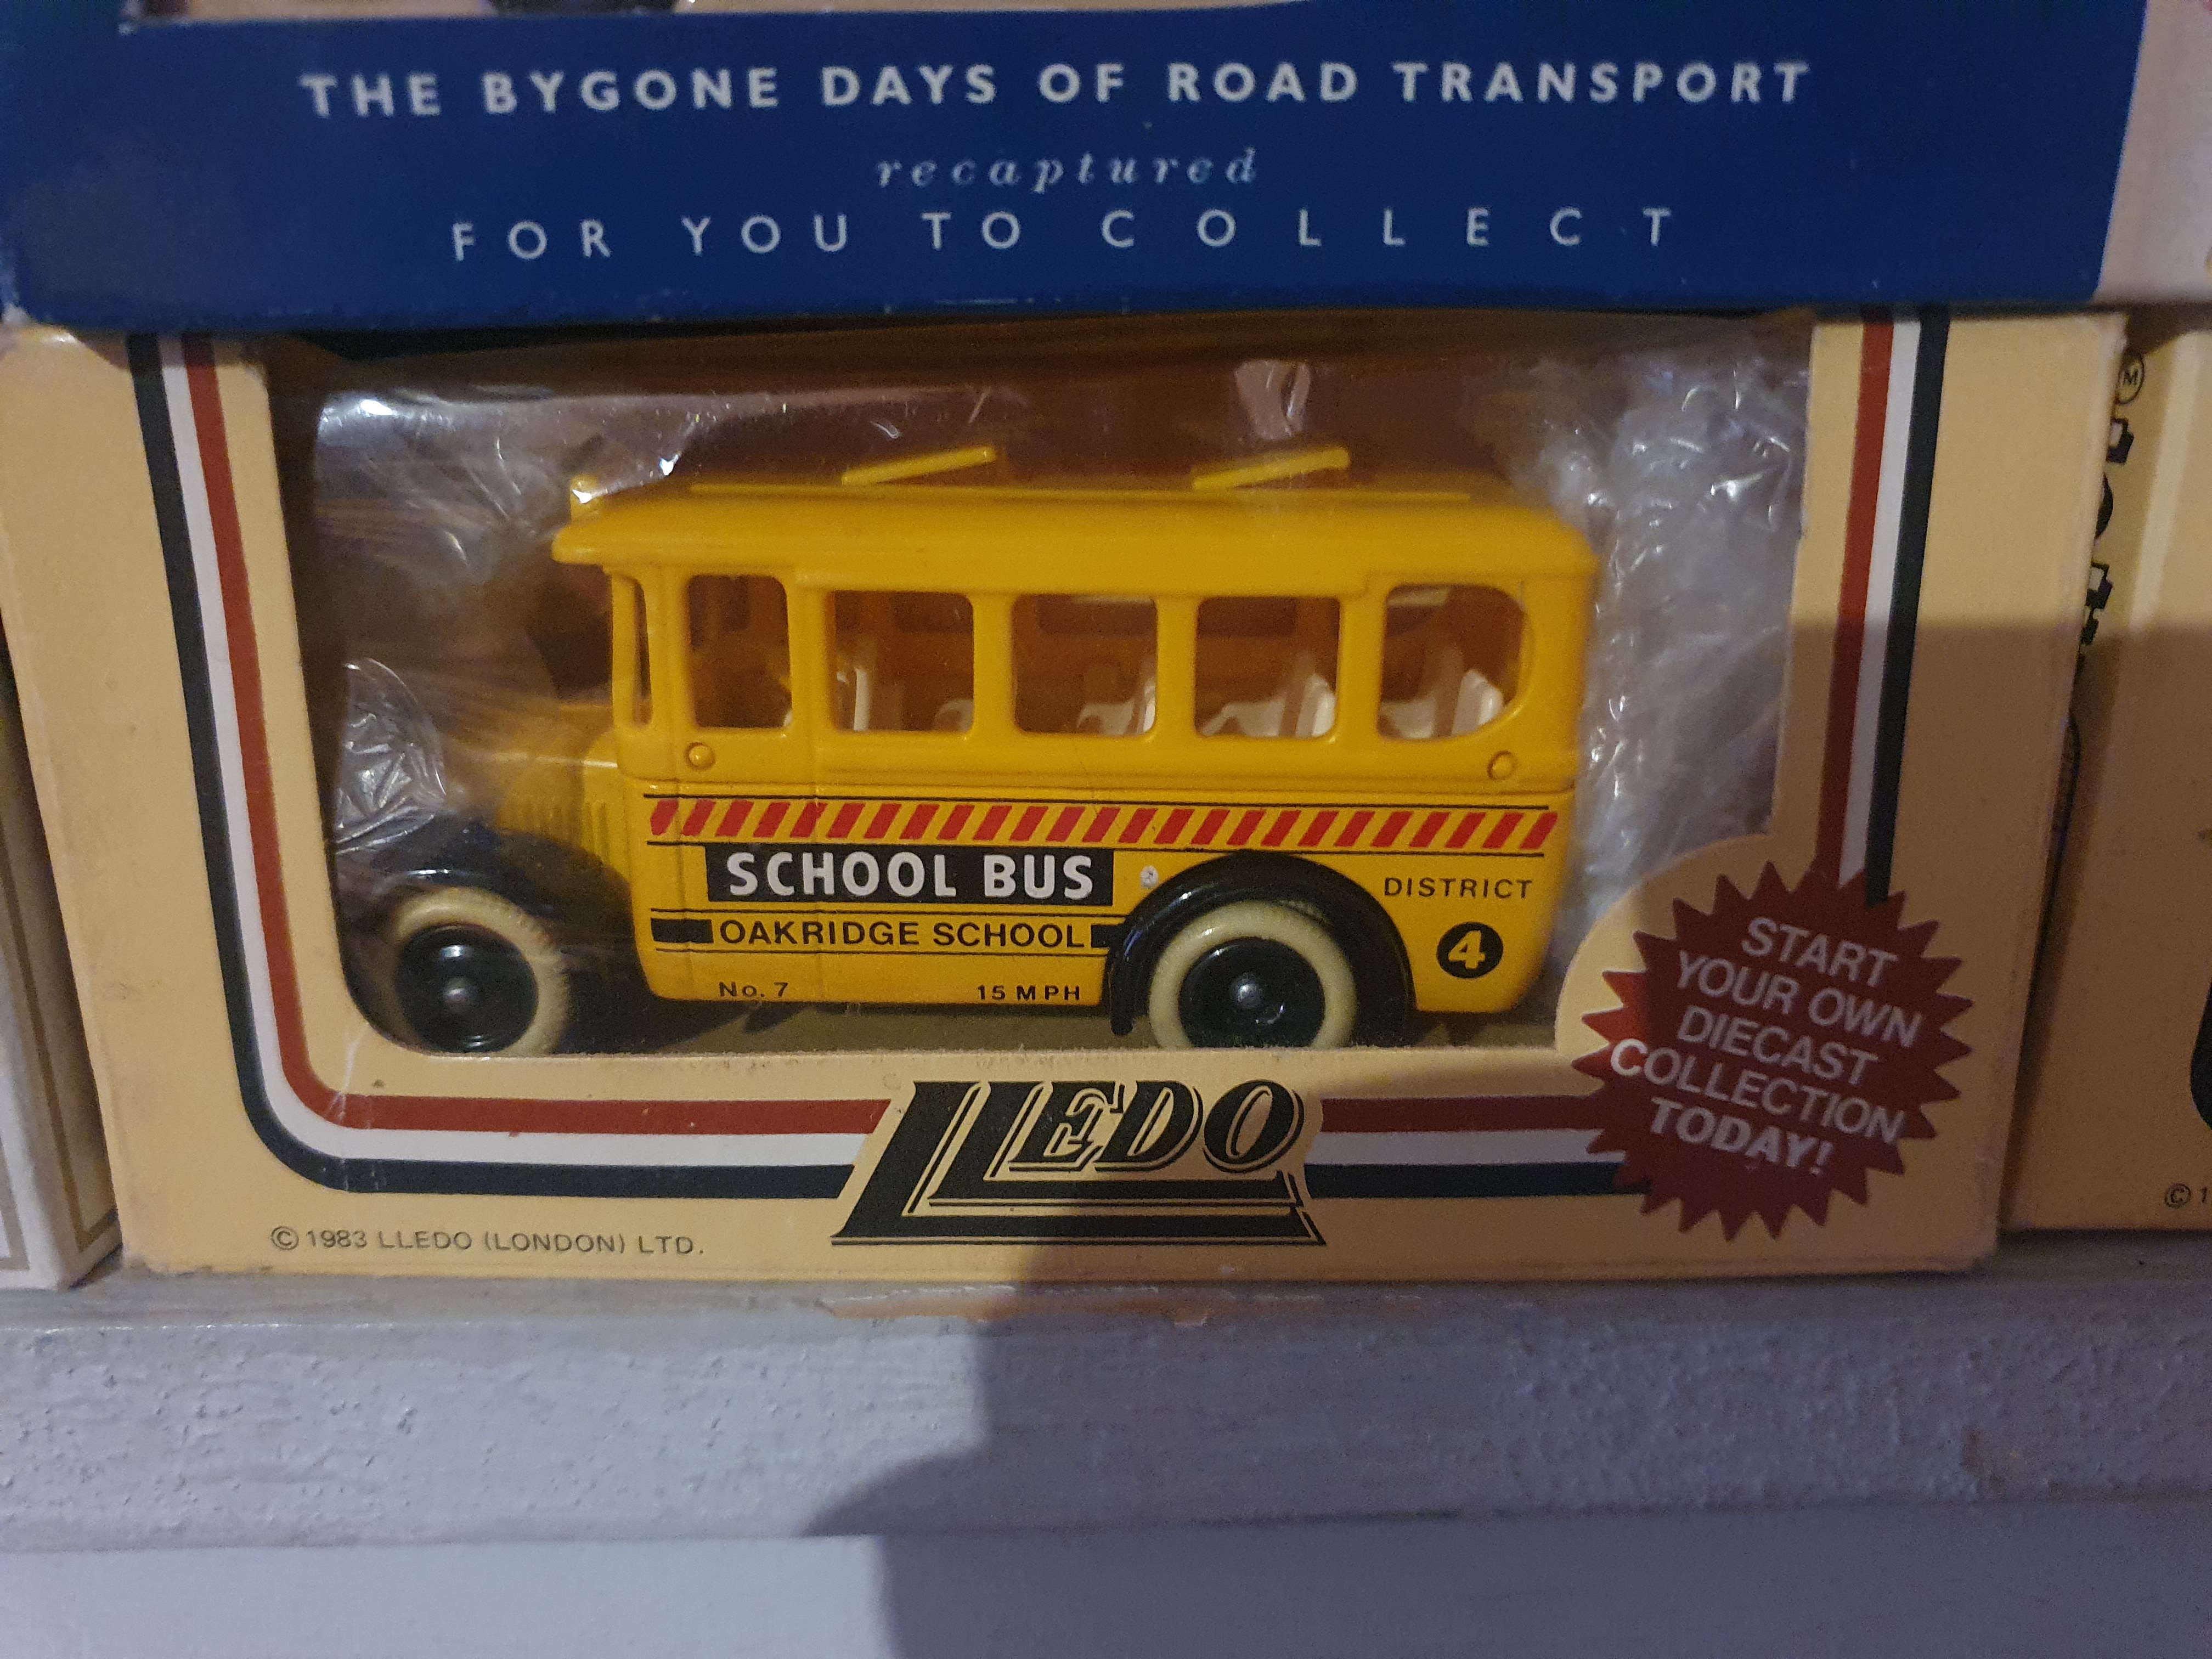 THE BYGONE DAYS OF ROAD TRANSPORT
recaptured
FOR YOU TO COLLECT
SCHOOL BUS
DISTRICT
OAKRIDGE SCHOOL
4
No. 7
15 MPH
START
YOUR OWN
DIECAST
COLLECTION
TODAY!
LLEDO
© 1983 LLEDO (LONDON) LTD.
© 1